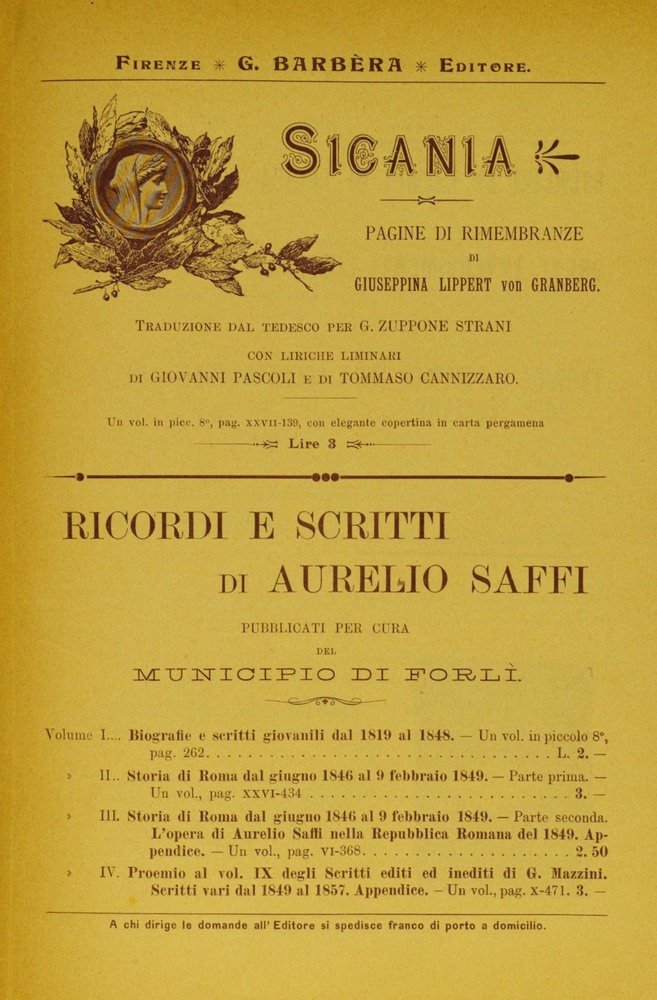 FIRENZE * G. BARBÈRA * EDITORE.
SICANIA
PAGINE DI RIMEMBRANZE
DI
GIUSEPPINA LIPPERT von GRANBERG.
TRADUZIONE DAL TEDESCO PER G. ZUPPONE STRANI
CON LIRICHE LIMINARI
DI GIOVANNI PASCOLI E DI TOMMASO CANNIZZARO.
Un vol. in picc. 8º, pag. XXVII-139, con elegante copertina in carta pergamena
Lire 3
RICORDI E SCRITTI
DI AURELIO SAFFI
PUBBLICATI PER CURA
DEL
MUNICIPIO DI FORLÌ.
Volume I.... Biografie e scritti giovanili dal 1819 al 1848. — Un vol. in piccolo 8º,
pag. 262. . . . . . . . . . . . . . . . . . . . . . . . . . . . . . . . L. 2. —
» II.. Storia di Roma dal giugno 1846 al 9 febbraio 1849. — Parte prima. —
Un vol., pag. XXVI-434 . . . . . . . . . . . . . . . . . . . . . . . . 3. —
» III. Storia di Roma dal giugno 1846 al 9 febbraio 1849. — Parte seconda.
L'opera di Aurelio Saffi nella Repubblica Romana del 1849. Ap-
pendice. — Un vol., pag. VI-368. . . . . . . . . . . . . . . . . . . 2. 50
» IV. Proemio al vol. IX degli Scritti editi ed inediti di G. Mazzini.
Scritti vari dal 1849 al 1857. Appendice. – Un vol., pag. X-471. 3. —
A chi dirige le domande all' Editore si spedisce franco di porto a domicilio.